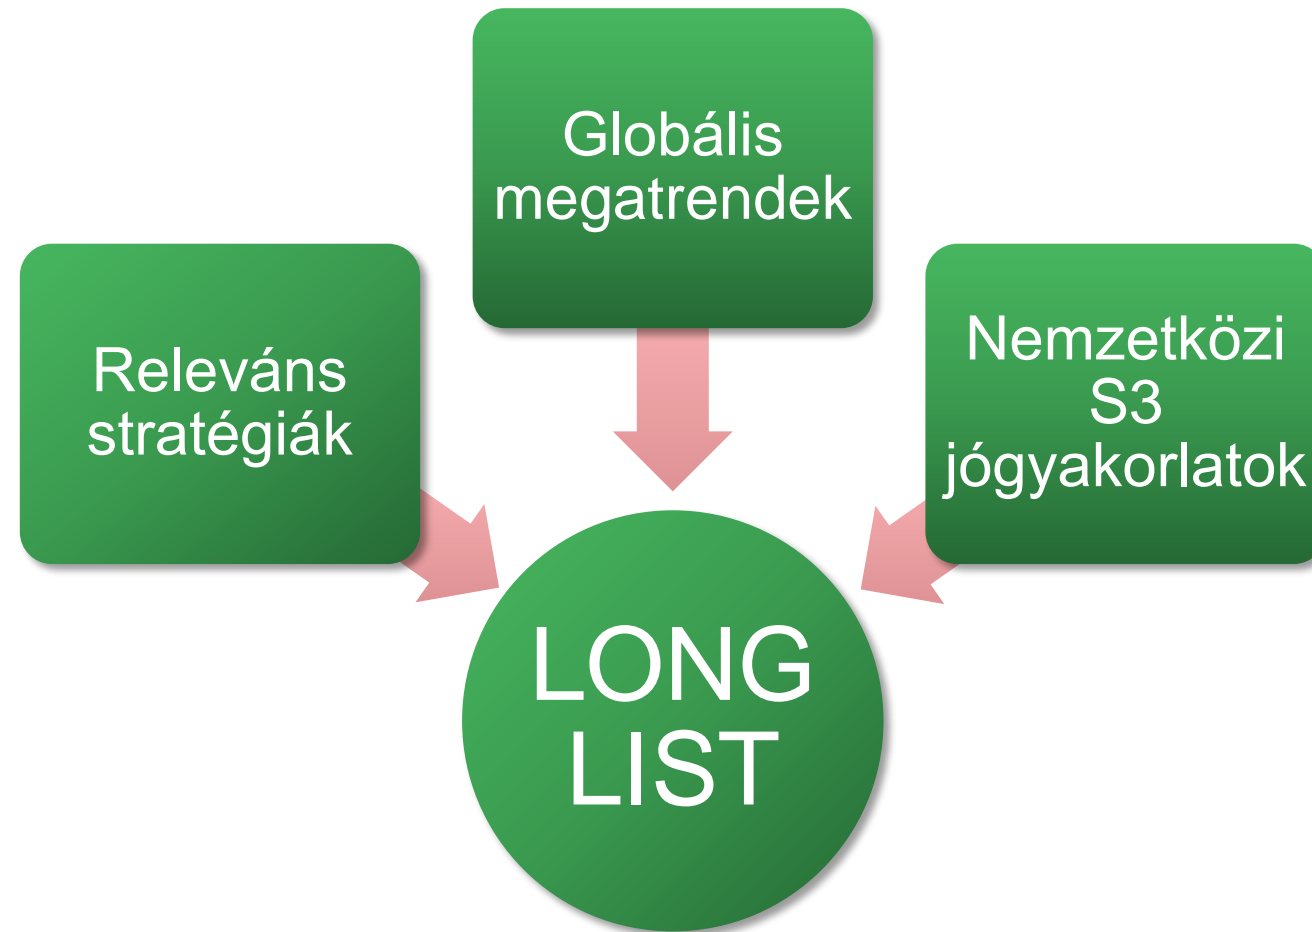 Globális
megatrendek
Releváns
stratégiák
Nemzetközi
S3
jógyakorlatok
LONG
LIST